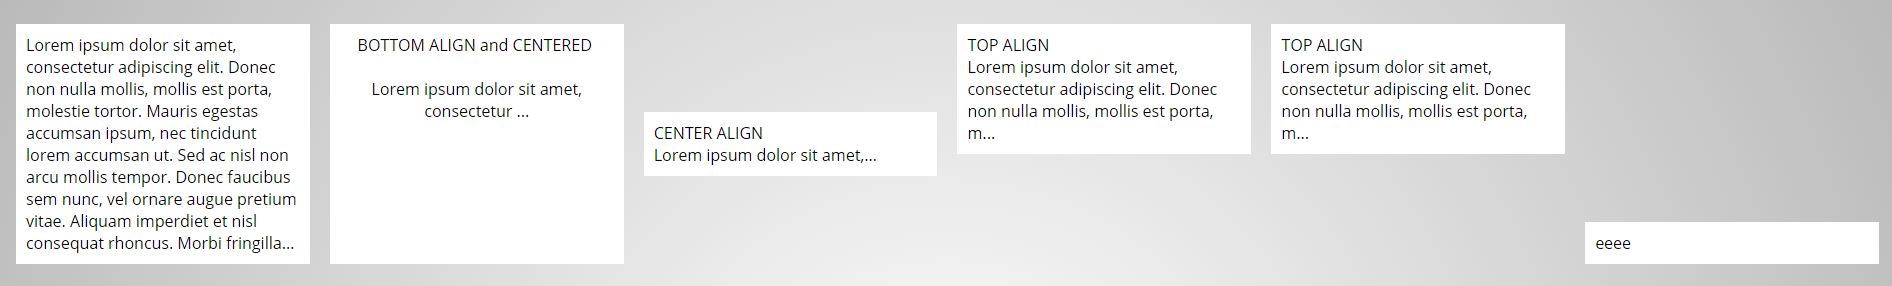 Lorem ipsum dolor sit amet,
consectetur adipiscing elit. Donec
non nulla mollis, mollis est porta,
molestie tortor. Mauris egestas
accumsan ipsum, nec tincidunt
lorem accumsan ut. Sed ac nisl non
arcu mollis tempor. Donec faucibus
sem nunc, vel ornare augue pretium
vitae. Aliquam imperdiet et nisl
consequat rhoncus. Morbi fringilla...
BOTTOM ALIGN and CENTERED
Lorem ipsum dolor sit amet,
consectetur ...
CENTER ALIGN
Lorem ipsum dolor sit amet,...
TOP ALIGN
Lorem ipsum dolor sit amet,
consectetur adipiscing elit. Donec
non nulla mollis, mollis est porta,
m...
TOP ALIGN
Lorem ipsum dolor sit amet,
consectetur adipiscing elit. Donec
non nulla mollis, mollis est porta,
m...
eeee